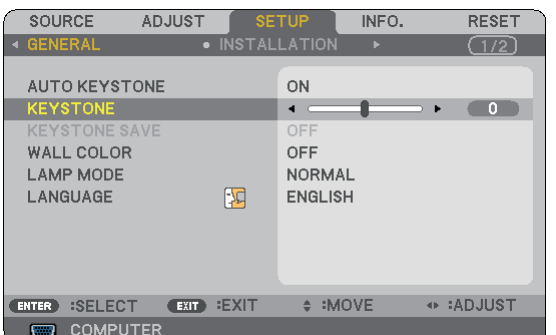 SOURCE ADJUST SETUP INFO. RESET
GENERAL • INSTALLATION 1/2
AUTO KEYSTONE ON
KEYSTONE 0
KEYSTONE SAVE OFF
WALL COLOR OFF
LAMP MODE NORMAL
LANGUAGE ENGLISH
ENTER :SELECT EXIT :EXIT :MOVE :ADJUST
COMPUTER